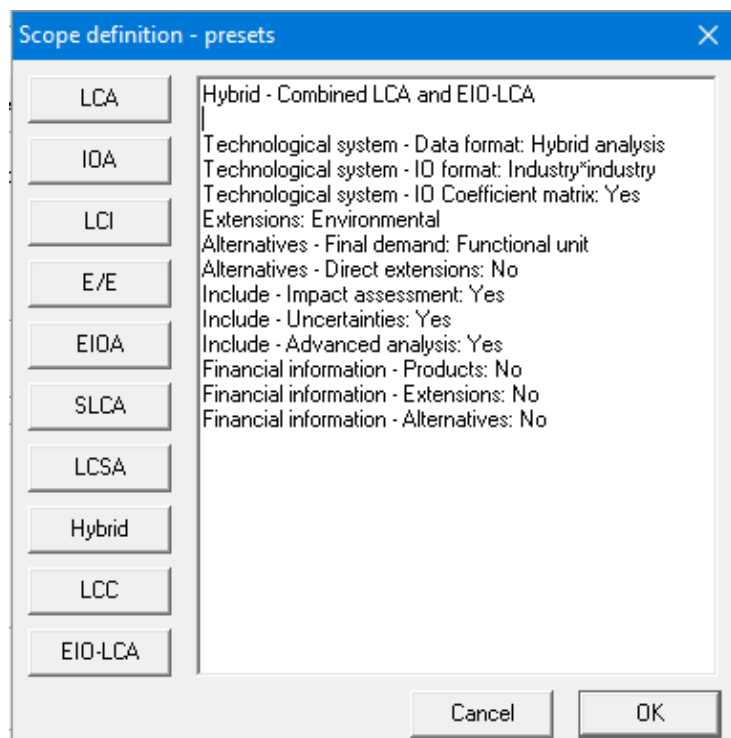 Scope definition - presets
LCA
IOA
LCI
E/E
EIOA
SLCA
LCSA
Hybrid
LCC
EIO-LCA
Hybrid - Combined LCA and EIO-LCA
Technological system - Data format: Hybrid analysis
Technological system - IO format: Industry*industry
Technological system - IO Coefficient matrix: Yes
Extensions: Environmental
Alternatives - Final demand: Functional unit
Alternatives - Direct extensions: No
Include - Impact assessment: Yes
Include - Uncertainties: Yes
Include - Advanced analysis: Yes
Financial information - Products: No
Financial information - Extensions: No
Financial information - Alternatives: No
Cancel
OK